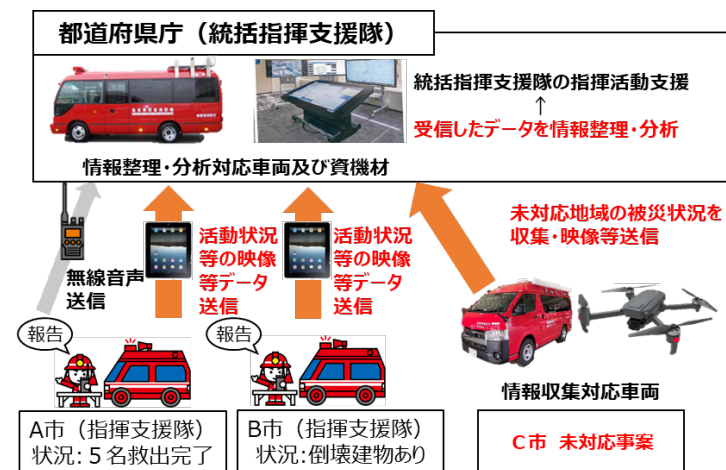 都道府県庁（統括指揮支援隊）
統括指揮支援隊の指揮活動支援
↑
受信したデータを情報整理・分析
情報整理・分析対応車両及び資機材
無線音声
送信
活動状況
等の映像
等データ
送信
活動状況
等の映像
等データ
送信
未対応地域の被災状況を
収集・映像等送信
報告
報告
情報収集対応車両
A市（指揮支援隊）
状況：５名救出完了
B市（指揮支援隊）
状況：倒壊建物あり
C市 未対応事案